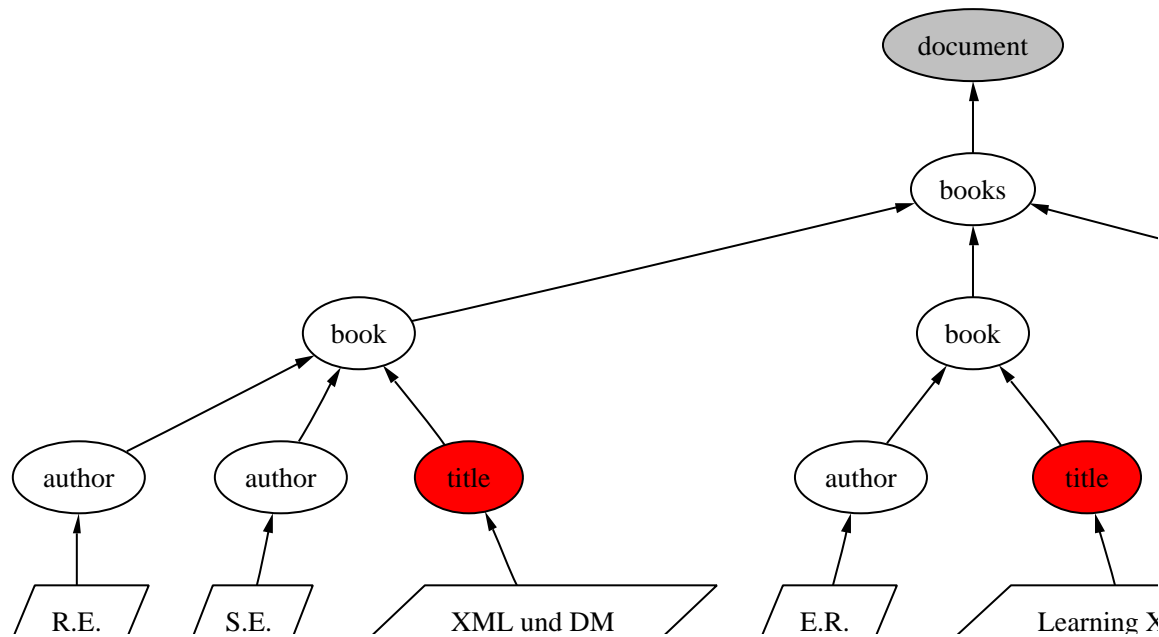 document
books
book
book
author
author
title
author
title
R.E.
S.E.
XML und DM
E.R.
Learning X